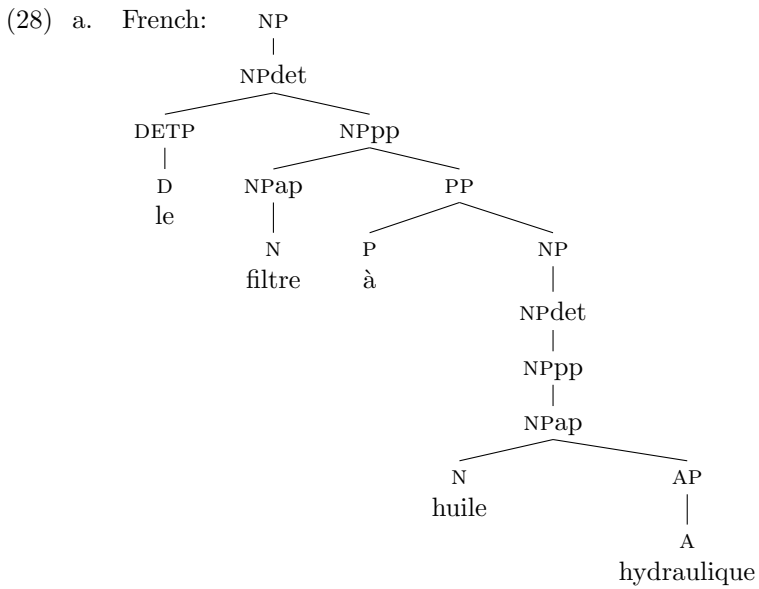 (28) a. French: NP
NPdet
DETP NPpp
D NPap PP
le
N P NP
filtre à
NPdet
NPpp
NPap
N AP
huile
A
hydraulique